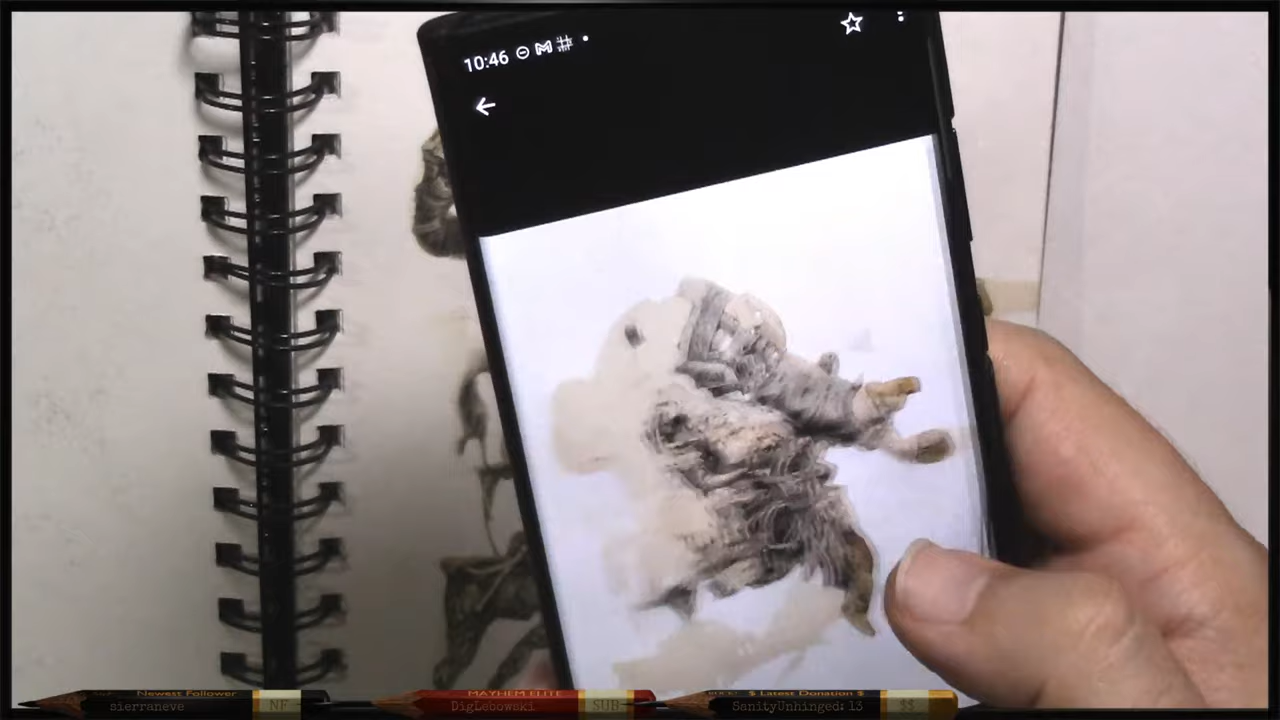 10:46
Newest Follower
sierraneve
NF
MAYHEM ELITE
DigLebowski
SUB
$ Latest Donation $
SanityUnhinged: 13
$$